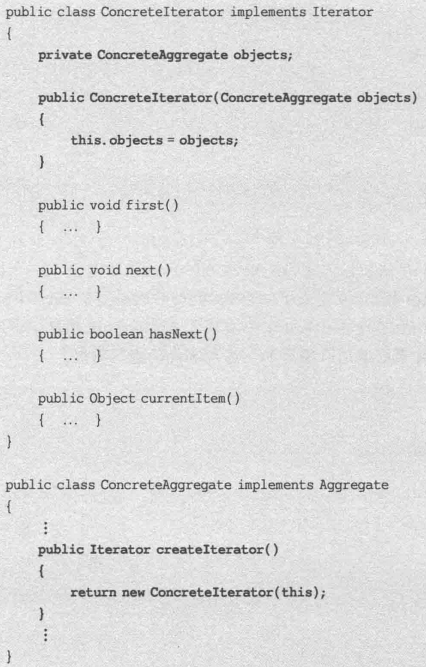 public class ConcreteIterator implements Iterator
{
private ConcreteAggregate objects;
public ConcreteIterator(ConcreteAggregate objects)
{
this.objects = objects;
}
public void first()
{ … }
public void next()
{ … }
public boolean hasNext()
{ … }
public Object currentItem()
{ … }
}
public class ConcreteAggregate implements Aggregate
{
⋮
public Iterator createIterator()
{
return new ConcreteIterator(this);
}
⋮
}